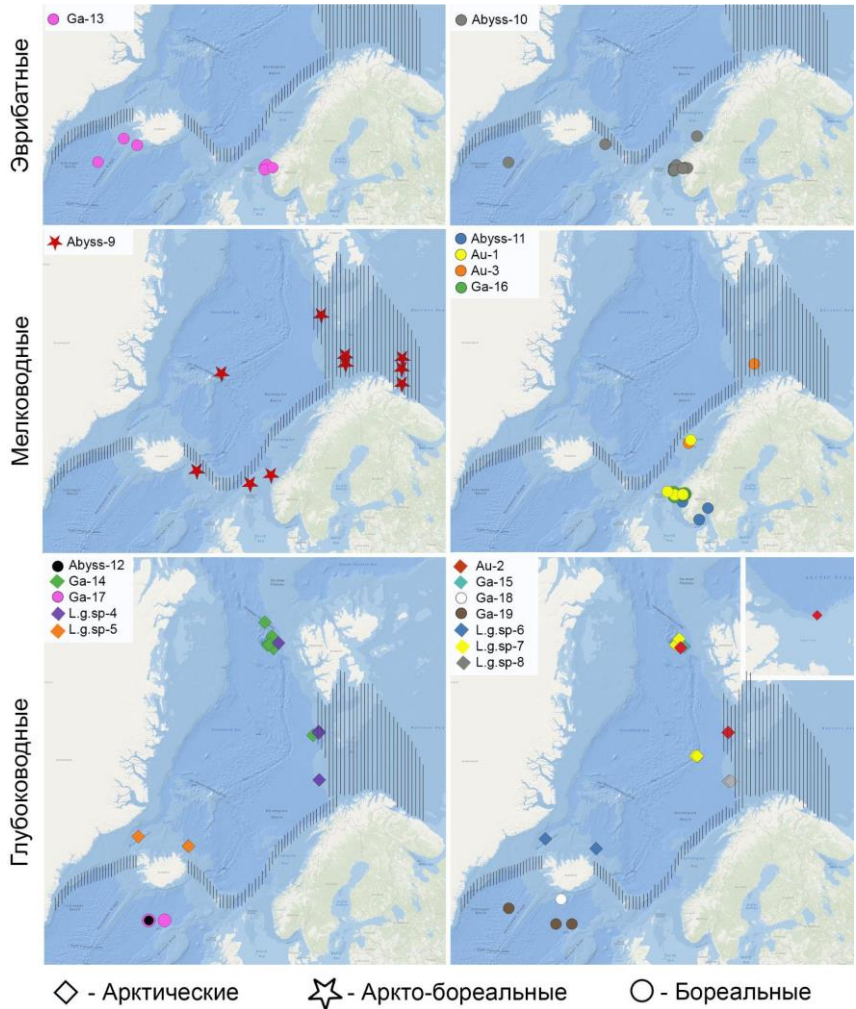 Эврибатные
Ga-13
Abyss-10
Мелководные
Abyss-9
Abyss-11
Au-1
Au-3
Ga-16
Глубоководные
Abyss-12
Ga-14
Ga-17
L.g.sp-4
L.g.sp-5
Au-2
Ga-15
Ga-18
Ga-19
L.g.sp-6
L.g.sp-7
L.g.sp-8
- Арктические
- Аркто-бореальные
- Бореальные